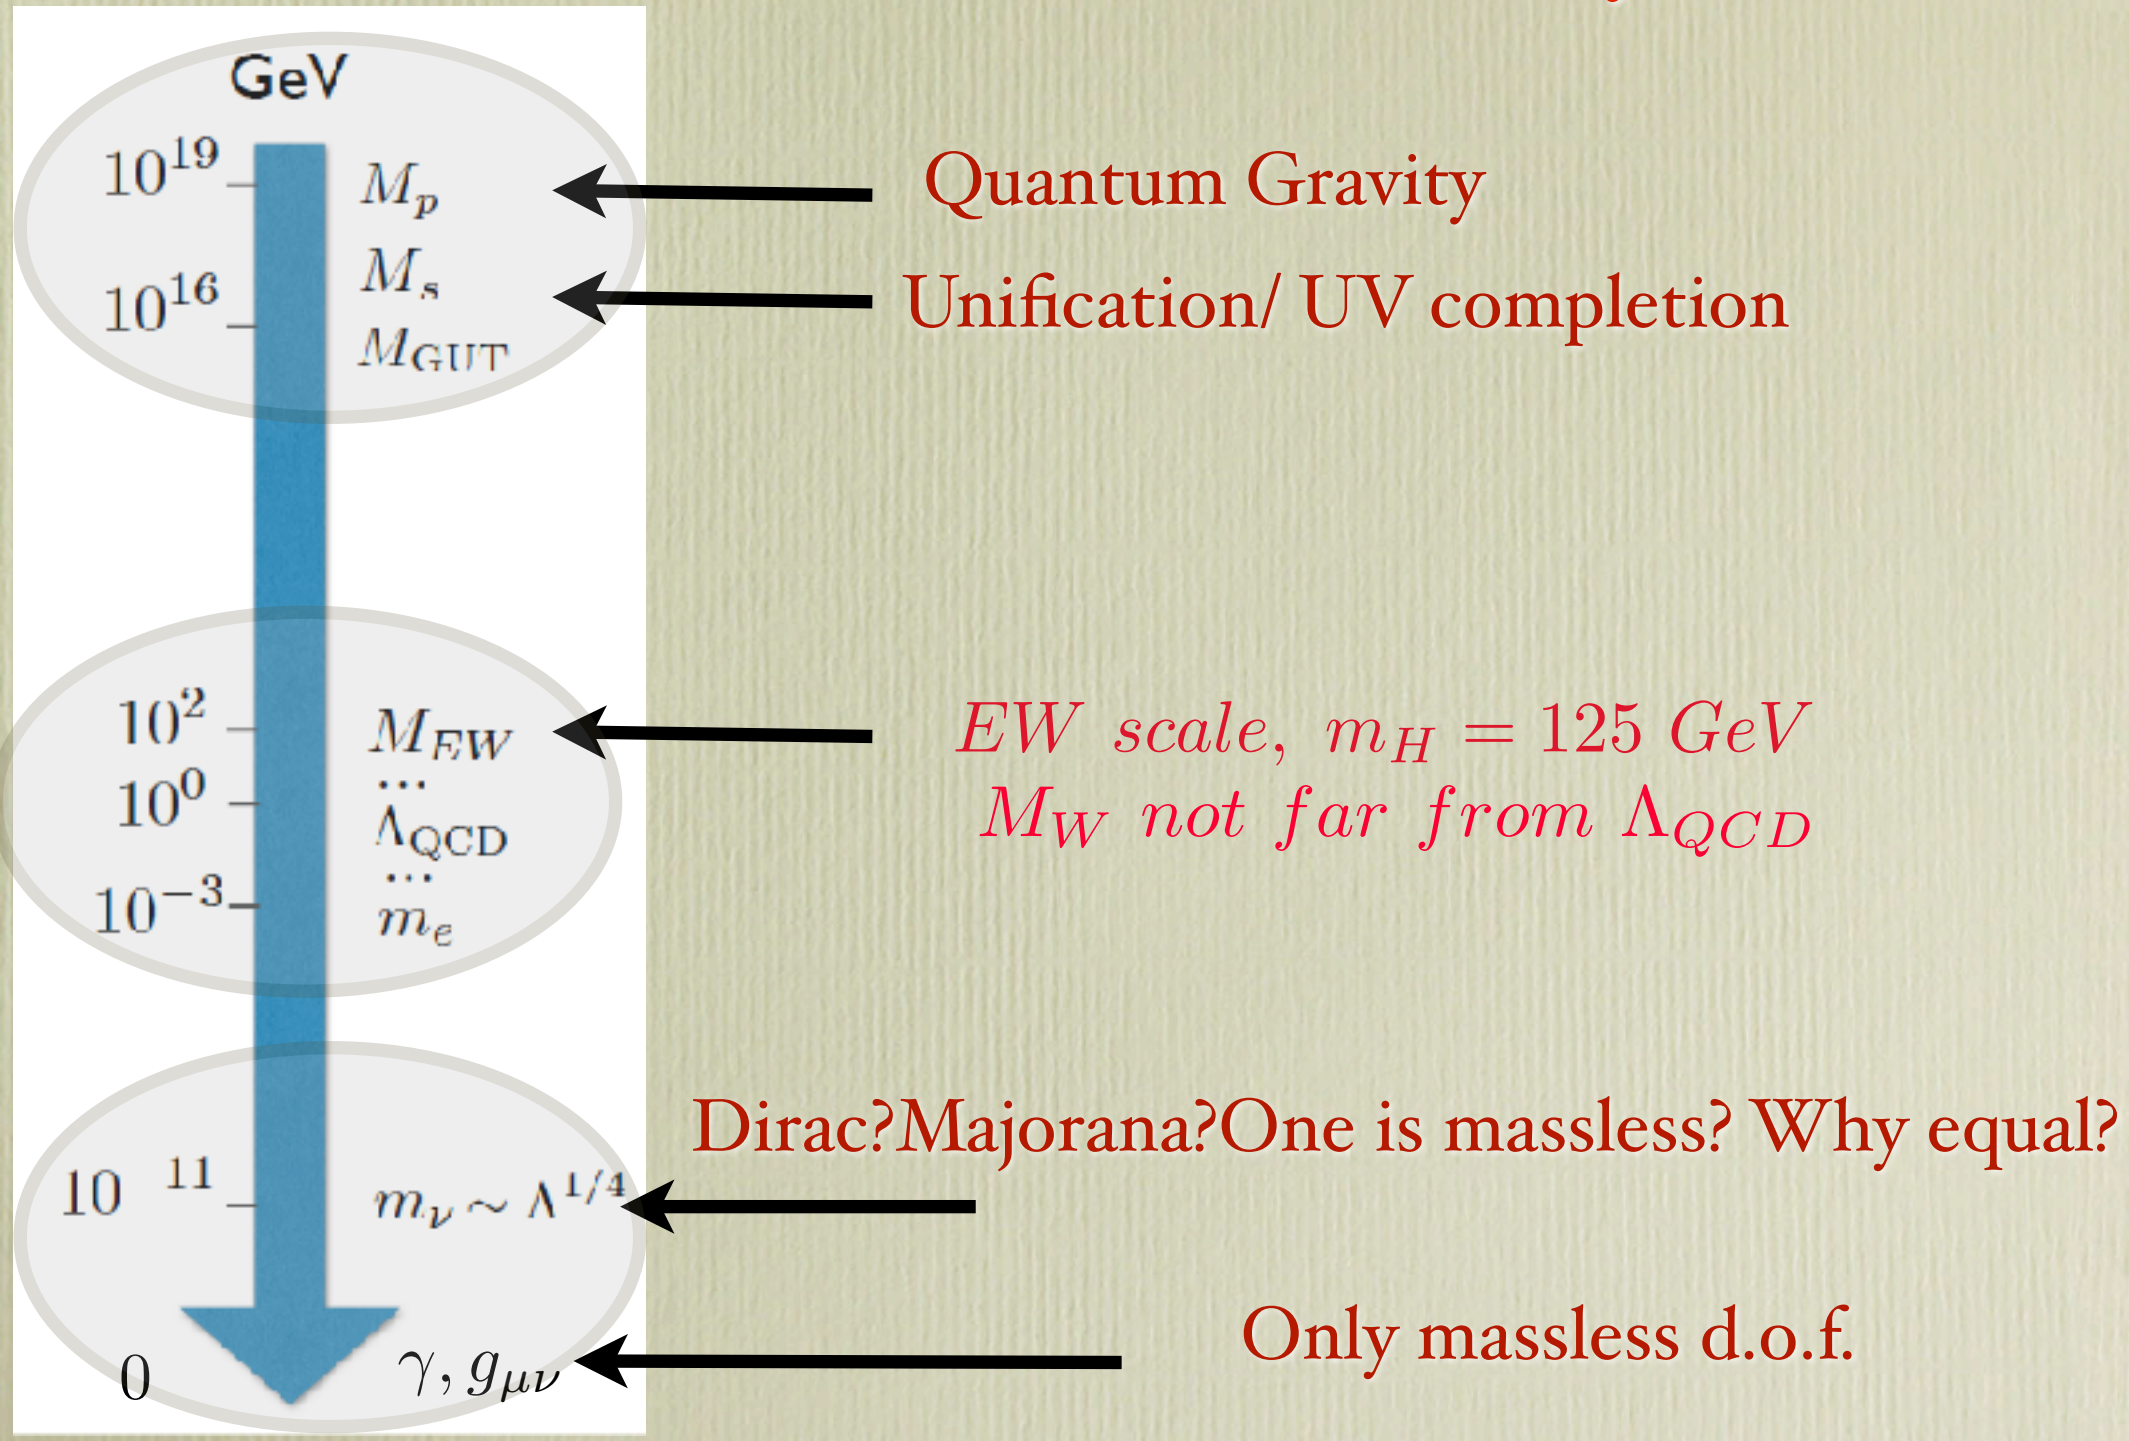 GeV
10^19 M_p Quantum Gravity
M_s Unification/ UV completion
10^16
M_GUT
10^2 M_EW EW scale, m_H = 125 GeV
...
10^0 M_W not far from Λ_QCD
Λ_QCD
...
10^−3 m_e
Dirac?Majorana?One is massless? Why equal?
10 11 m_ν ∼ Λ^1/4
Only massless d.o.f.
0 γ, g_μν